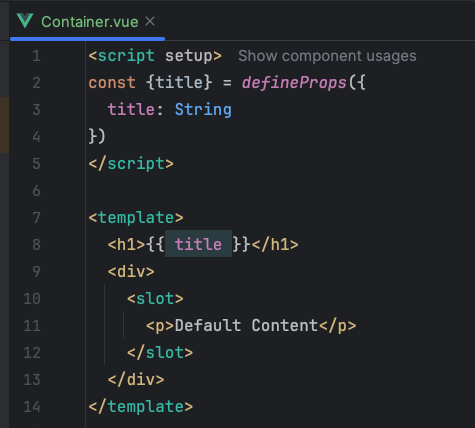 Container.vue
1 <script setup> Show component usages
2 const {title} = defineProps({
3   title: String
4 })
5 </script>
6
7 <template>
8   <h1>{{ title }}</h1>
9   <div>
10     <slot>
11       <p>Default Content</p>
12     </slot>
13   </div>
14 </template>